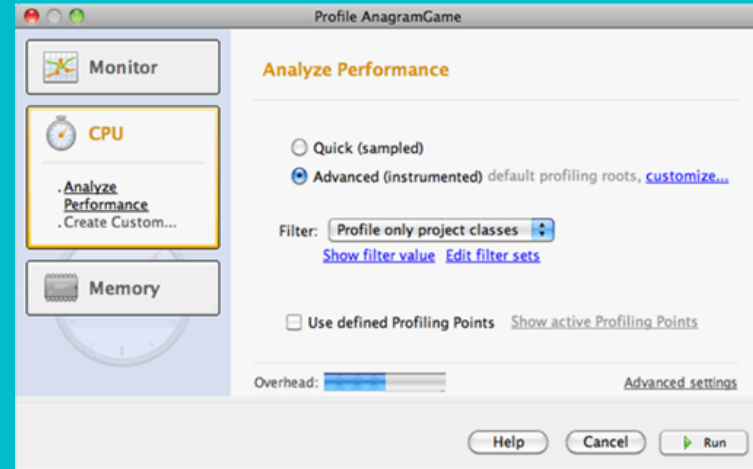 Profile AnagramGame
Monitor
CPU
. Analyze
Performance
. Create Custom...
Memory
Analyze Performance
Quick (sampled)
Advanced (instrumented) default profiling roots, customize...
Filter: Profile only project classes
Show filter value Edit filter sets
Use defined Profiling Points Show active Profiling Points
Overhead: Advanced settings
Help Cancel Run